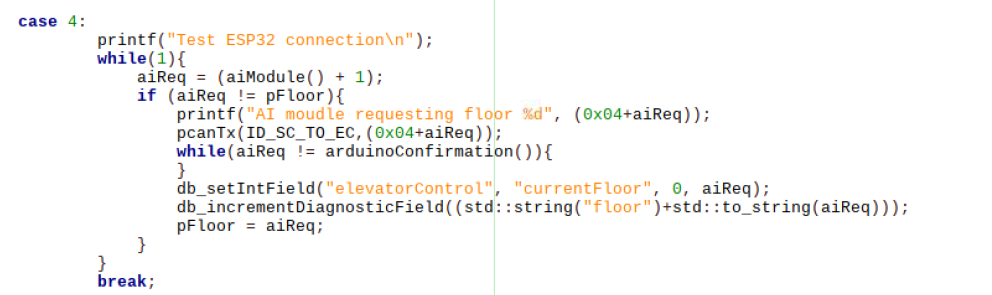 case 4:
        printf("Test ESP32 connection\n");
        while(1){
            aiReq = (aiModule() + 1);
            if (aiReq != pFloor){
                printf("AI moudle requesting floor %d", (0x04+aiReq));
                pcanTx(ID_SC_TO_EC,(0x04+aiReq));
                while(aiReq != arduinoConfirmation()){
                }
                db_setIntField("elevatorControl", "currentFloor", 0, aiReq);
                db_incrementDiagnosticField((std::string("floor")+std::to_string(aiReq)));
                pFloor = aiReq;
            }
        }
        break;